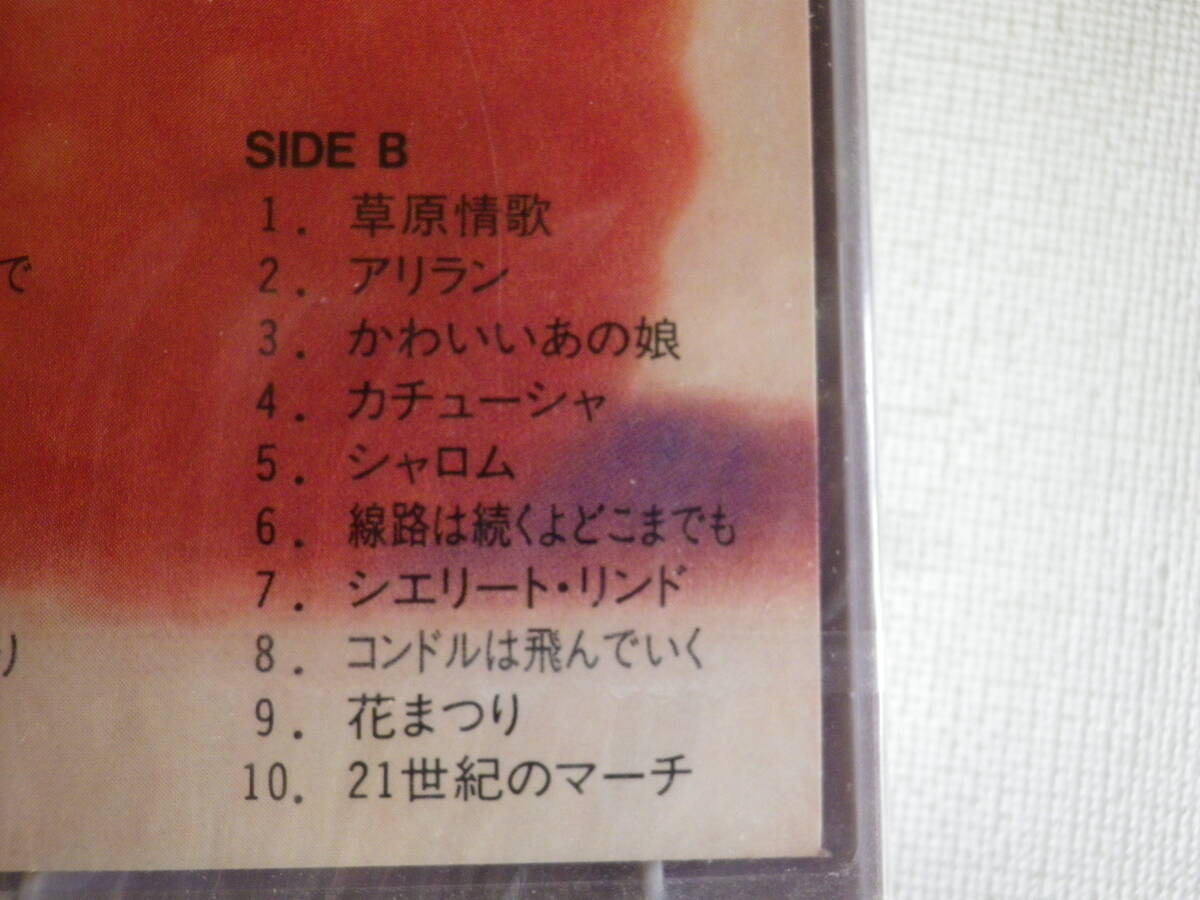 SIDE B
1. 草原情歌
で
2. アリラン
3. かわいいあの娘
4. カチューシャ
5. シャロム
6. 線路は続くよどこまでも
7. シエリート・リンド
り
8. コンドルは飛んでいく
9. 花まつり
10. 21世紀のマーチ